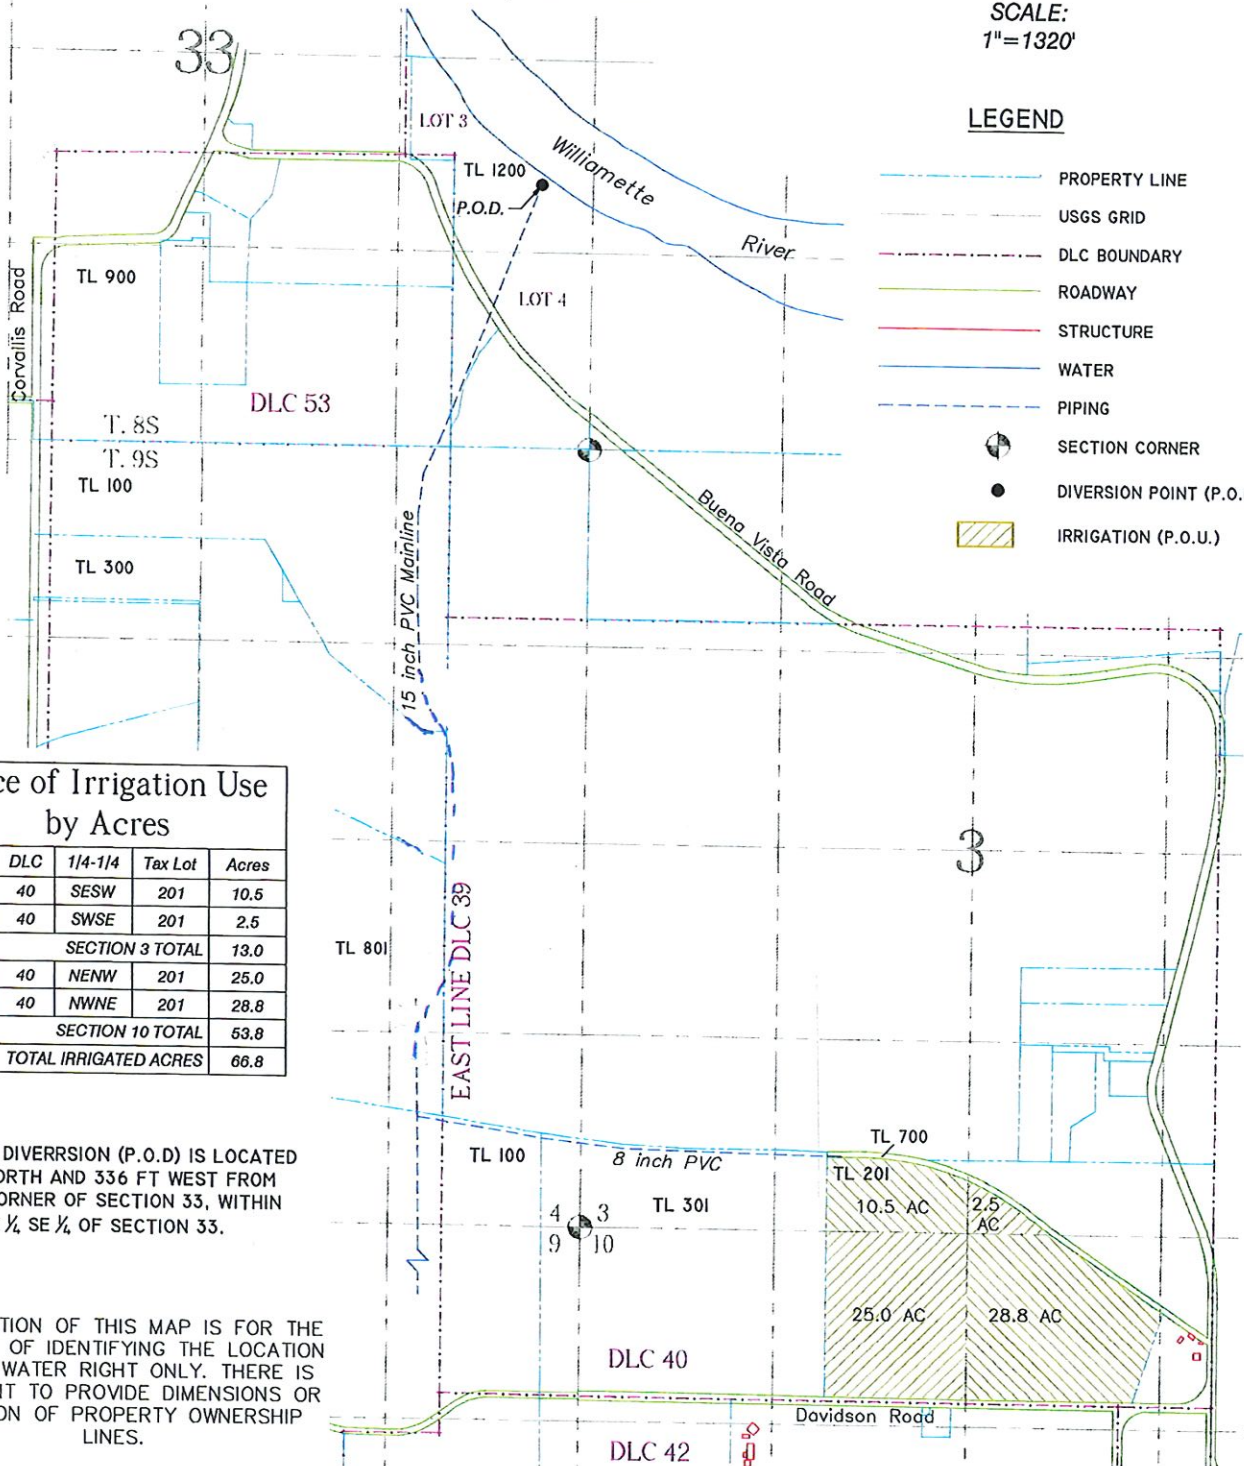 SCALE:
1"=1320'
LEGEND
PROPERTY LINE
USGS GRID
DLC BOUNDARY
ROADWAY
STRUCTURE
WATER
PIPING
SECTION CORNER
DIVERSION POINT (P.O.
IRRIGATION (P.O.U.)
33
LOT 3
TL 1200
P.O.D.
Williamette
River
LOT 4
TL 900
Corvallis Road
DLC 53
T. 8S
T. 9S
TL 100
TL 300
15 inch PVC Mainline
Buena Vista Road
3
ce of Irrigation Use
by Acres
DLC 1/4-1/4 Tax Lot Acres
40 SESW 201 10.5
40 SWSE 201 2.5
SECTION 3 TOTAL 13.0
40 NENW 201 25.0
40 NWNE 201 28.8
SECTION 10 TOTAL 53.8
TOTAL IRRIGATED ACRES 66.8
TL 801
EAST LINE DLC 39
DIVERRSION (P.O.D) IS LOCATED
ORTH AND 336 FT WEST FROM
ORNER OF SECTION 33, WITHIN
¼ SE ¼ OF SECTION 33.
TL 100
8 inch PVC
TL 700
TL 201
TL 301
10.5 AC
2.5
AC
4 3
9 10
25.0 AC
28.8 AC
TION OF THIS MAP IS FOR THE
OF IDENTIFYING THE LOCATION
WATER RIGHT ONLY. THERE IS
IT TO PROVIDE DIMENSIONS OR
ON OF PROPERTY OWNERSHIP
LINES.
DLC 40
Davidson Road
DLC 42